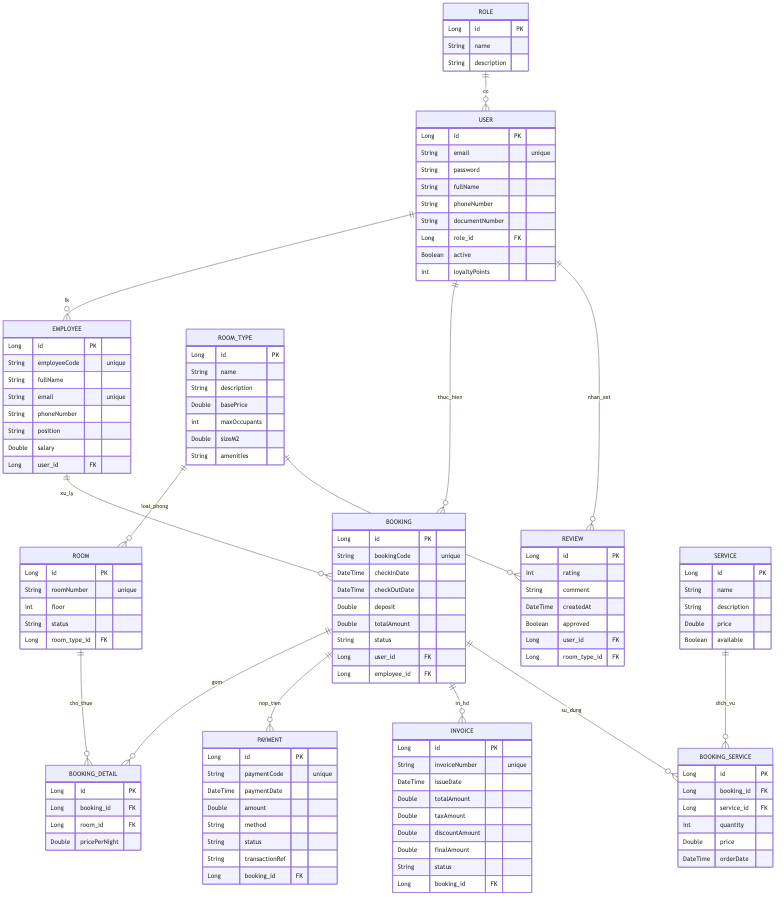 ROLE
Long id PK
String name
String description
co
USER
Long id PK
String email unique
String password
String fullName
String phoneNumber
String documentNumber
Long role_id FK
Boolean active
int loyaltyPoints
lk
EMPLOYEE
Long id PK
String employeeCode unique
String fullName
String email unique
String phoneNumber
String position
Double salary
Long user_id FK
ROOM_TYPE
Long id PK
String name
String description
Double basePrice
int maxOccupants
Double sizeM2
String amenities
thuc_hien
nhan_xet
xu_ly
loai_phong
ROOM
Long id PK
String roomNumber unique
int floor
String status
Long room_type_id FK
BOOKING
Long id PK
String bookingCode unique
DateTime checkInDate
DateTime checkOutDate
Double deposit
Double totalAmount
String status
Long user_id FK
Long employee_id FK
REVIEW
Long id PK
int rating
String comment
DateTime createdAt
Boolean approved
Long user_id FK
Long room_type_id FK
SERVICE
Long id PK
String name
String description
Double price
Boolean available
cho_thue
gom
nop_tien
in_hd
su_dung
dich_vu
BOOKING_DETAIL
Long id PK
Long booking_id FK
Long room_id FK
Double pricePerNight
PAYMENT
Long id PK
String paymentCode unique
DateTime paymentDate
Double amount
String method
String status
String transactionRef
Long booking_id FK
INVOICE
Long id PK
String invoiceNumber unique
DateTime issueDate
Double totalAmount
Double taxAmount
Double discountAmount
Double finalAmount
String status
Long booking_id FK
BOOKING_SERVICE
Long id PK
Long booking_id FK
Long service_id FK
int quantity
Double price
DateTime orderDate